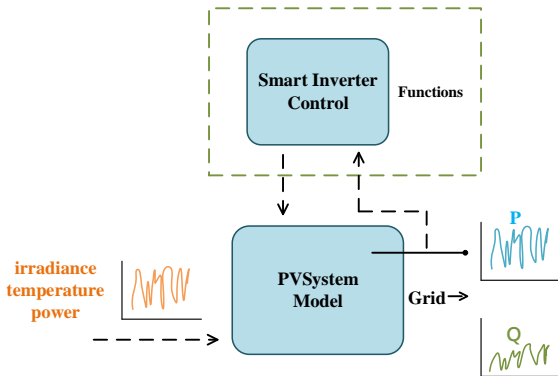 Smart Inverter
Control
Functions
P
irradiance
temperature
power
PVSystem
Model
Grid
Q